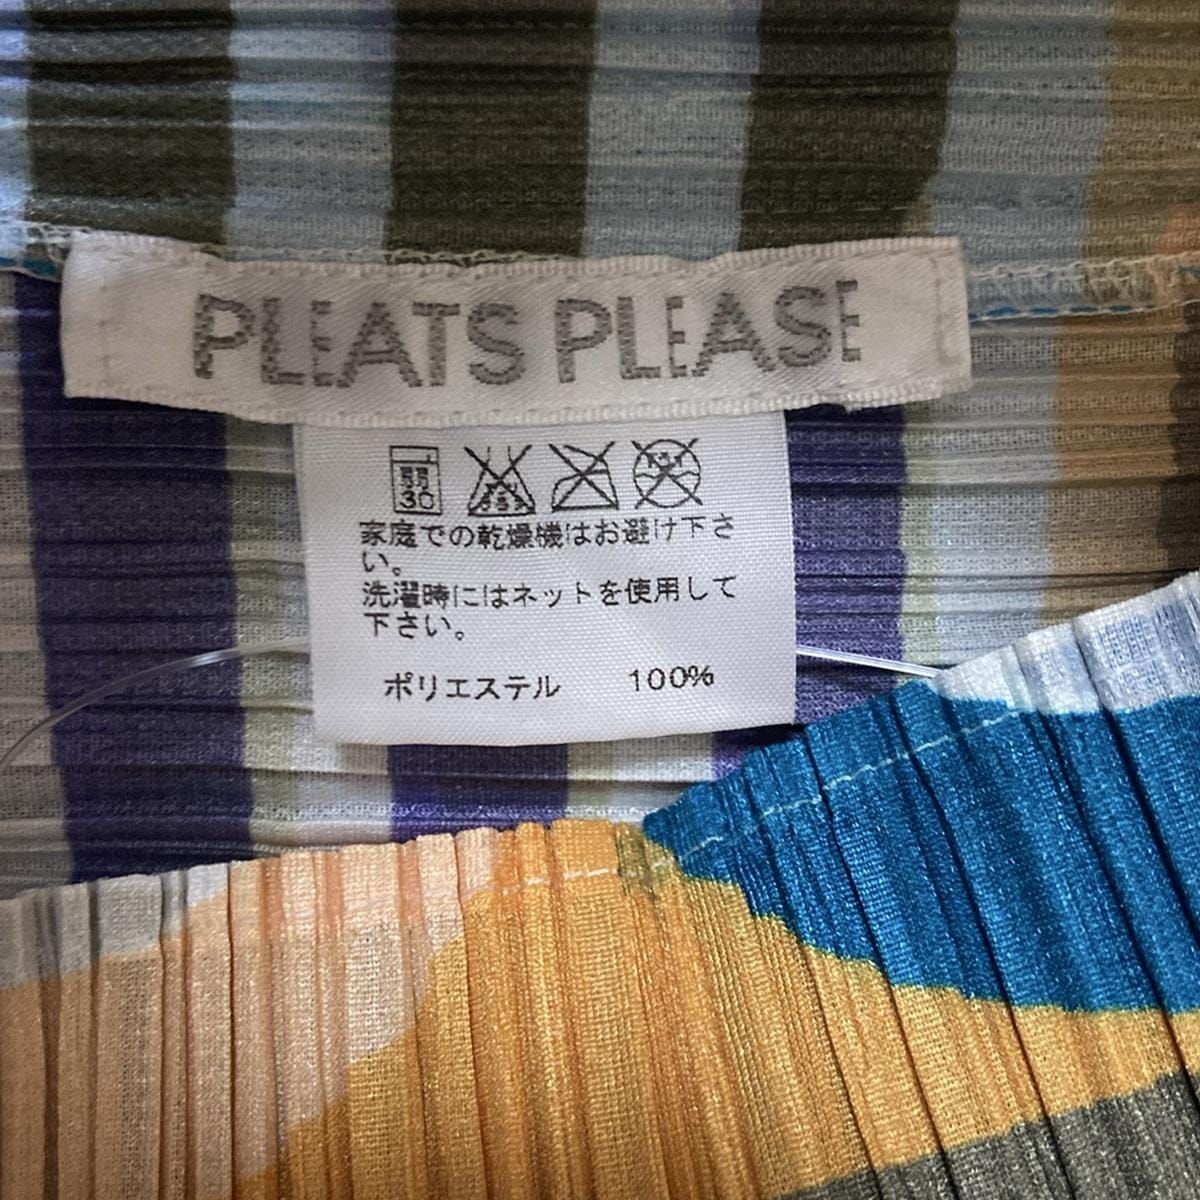 PLEATS PLEASE
弱
30
家庭での乾燥機はお避け下さ
い。
洗濯時にはネットを使用して
下さい。
ポリエステル 100%